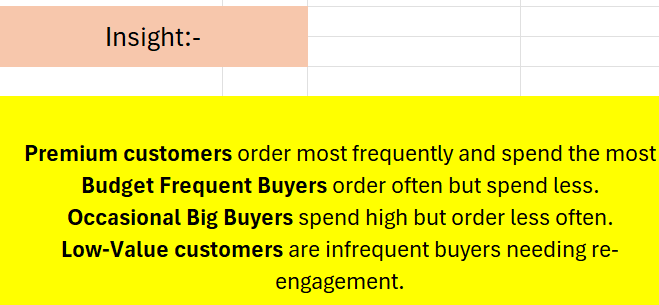 Insight:-
Premium customers order most frequently and spend the most
Budget Frequent Buyers order often but spend less.
Occasional Big Buyers spend high but order less often.
Low-Value customers are infrequent buyers needing re-
engagement.